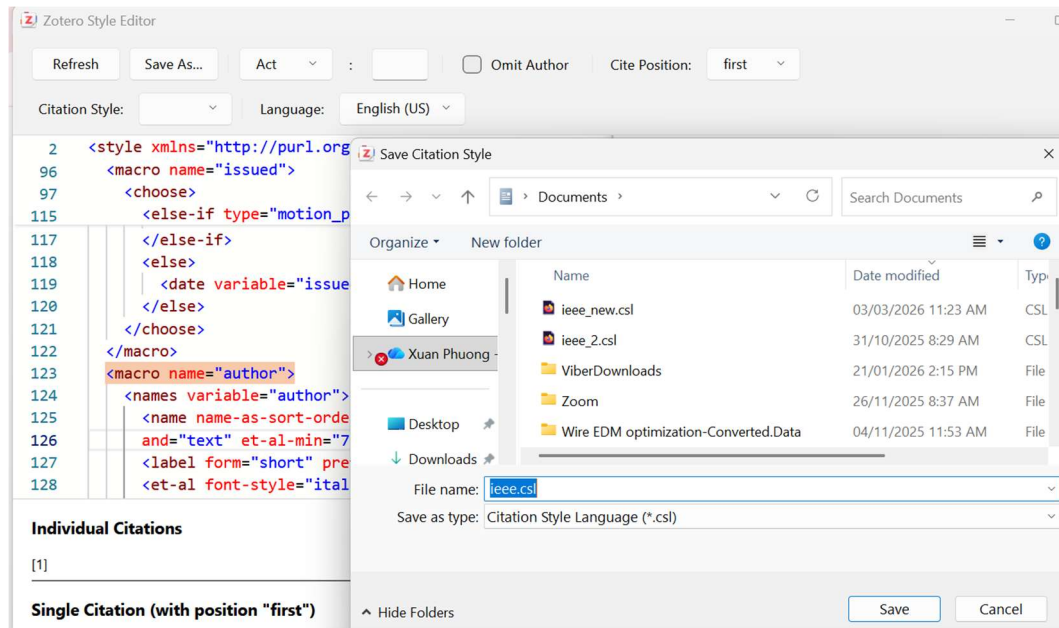 Zotero Style Editor
Refresh Save As... Act : Omit Author Cite Position: first
Citation Style: Language: English (US)
2 <style xmlns="http://purl.org
96 <macro name="issued">
97 <choose>
115 <else-if type="motion_p
117 </else-if>
118 <else>
119 <date variable="issue
120 </else>
121 </choose>
122 </macro>
123 <macro name="author">
124 <names variable="author">
125 <name name-as-sort-orde
126 and="text" et-al-min="7
127 <label form="short" pre
128 <et-al font-style="ital
Individual Citations
[1]
Single Citation (with position "first")
Save Citation Style
Documents Search Documents
Organize New folder
Name Date modified Typ
Home
Gallery
Xuan Phuong -
Desktop
Downloads
ieee_new.csl 03/03/2026 11:23 AM CSL
ieee_2.csl 31/10/2025 8:29 AM CSL
ViberDownloads 21/01/2026 2:15 PM File
Zoom 26/11/2025 8:37 AM File
Wire EDM optimization-Converted.Data 04/11/2025 11:53 AM File
File name: ieee.csl
Save as type: Citation Style Language (*.csl)
Hide Folders Save Cancel